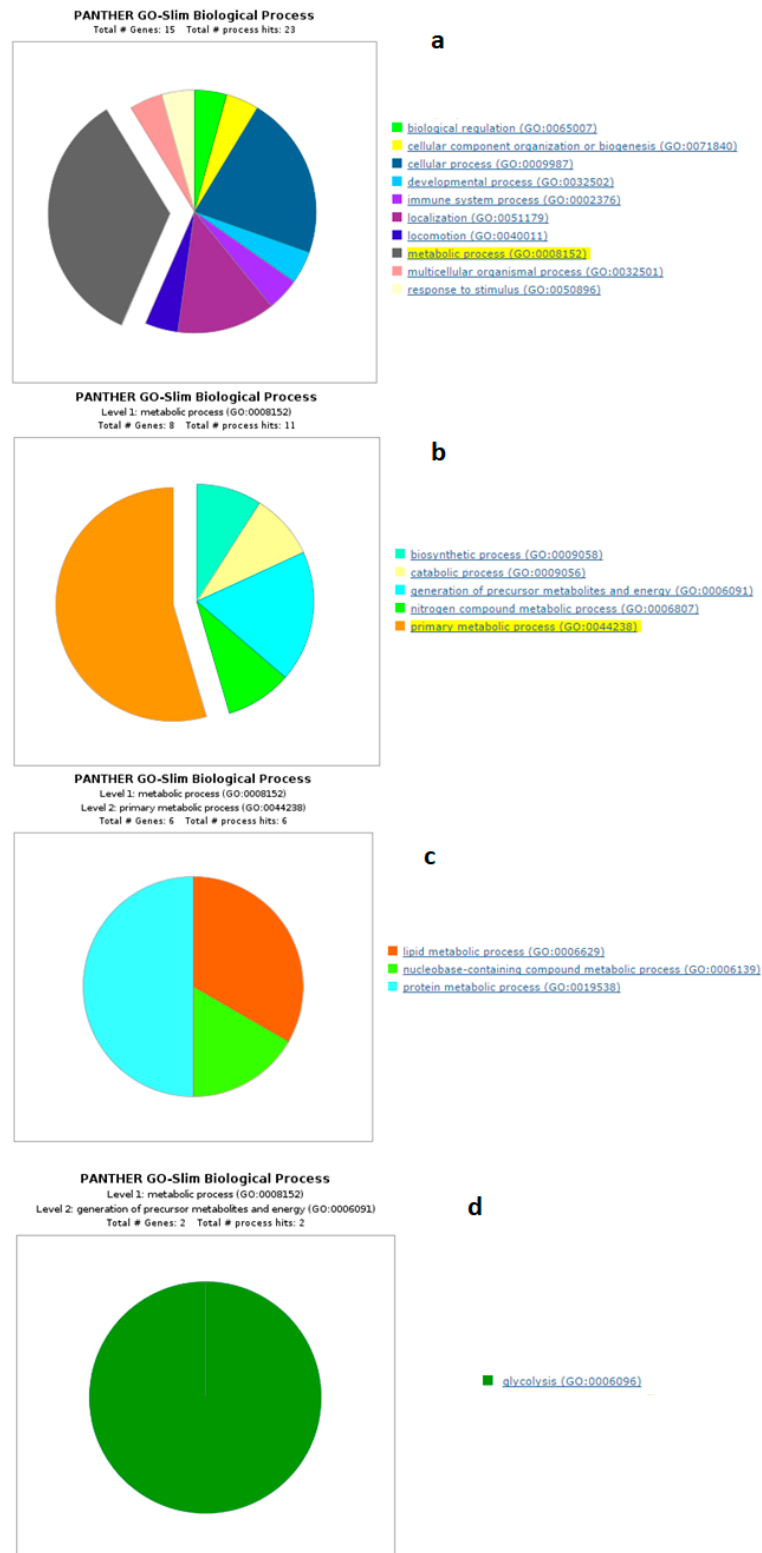 PANTHER GO-Slim Biological Process
Total # Genes: 15 Total # process hits: 23
a
biological regulation (GO:0065007)
cellular component organization or biogenesis (GO:0071840)
cellular process (GO:0009987)
developmental process (GO:0032502)
immune system process (GO:0002376)
localization (GO:0051179)
locomotion (GO:0040011)
metabolic process (GO:0008152)
multicellular organismal process (GO:0032501)
response to stimulus (GO:0050896)
PANTHER GO-Slim Biological Process
Level 1: metabolic process (GO:0008152)
Total # Genes: 8 Total # process hits: 11
b
biosynthetic process (GO:0009058)
catabolic process (GO:0009056)
generation of precursor metabolites and energy (GO:0006091)
nitrogen compound metabolic process (GO:0006807)
primary metabolic process (GO:0044238)
PANTHER GO-Slim Biological Process
Level 1: metabolic process (GO:0008152)
Level 2: primary metabolic process (GO:0044238)
Total # Genes: 6 Total # process hits: 6
c
lipid metabolic process (GO:0006629)
nucleobase-containing compound metabolic process (GO:0006139)
protein metabolic process (GO:0019538)
PANTHER GO-Slim Biological Process
Level 1: metabolic process (GO:0008152)
Level 2: generation of precursor metabolites and energy (GO:0006091)
Total # Genes: 2 Total # process hits: 2
d
glycolysis (GO:0006096)